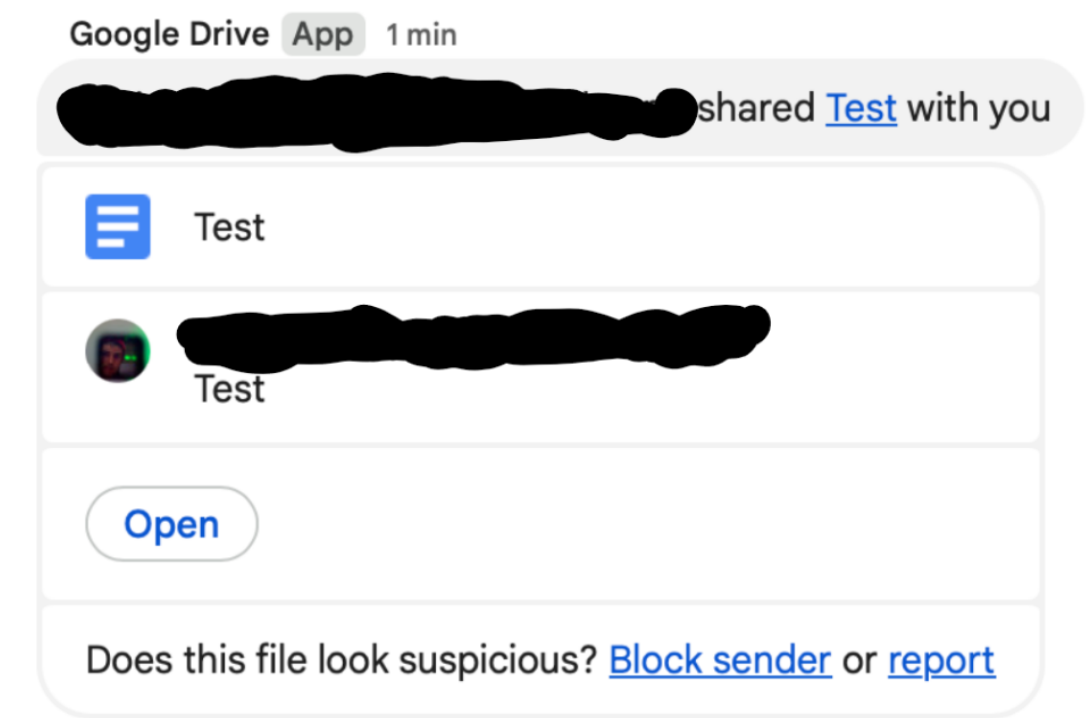 Google Drive App 1 min
shared Test with you
Test
Test
Open
Does this file look suspicious? Block sender or report